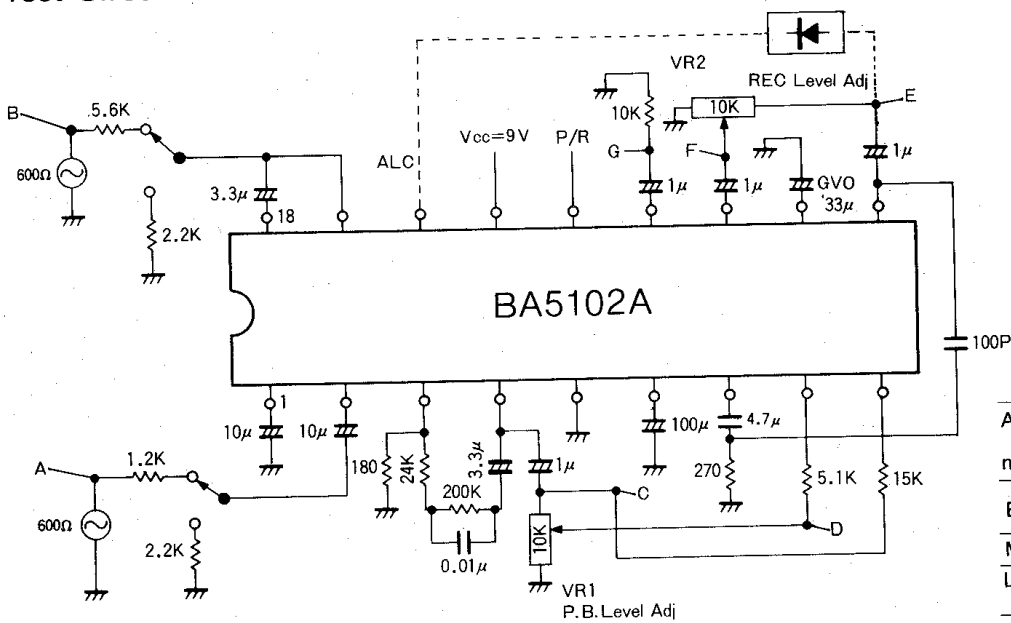 VR2
REC Level Adj
E
B
5.6K
10K
10K
Vcc=9V
P/R
ALC
G
F
1μ
600Ω
3.3μ
1μ
1μ
GVO
33μ
18
2.2K
BA5102A
100P
1
10μ
10μ
100μ
4.7μ
A
A
1.2K
180
24K
3.3μ
1μ
270
5.1K
15K
C
600Ω
200K
D
2.2K
0.01μ
10K
VR1
P.B.Level Adj